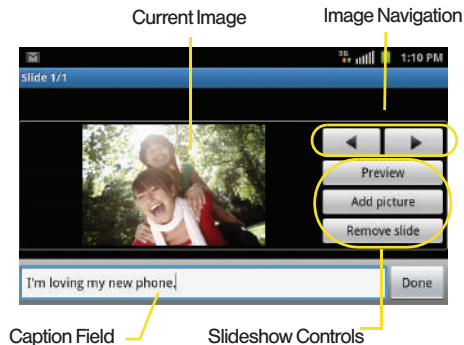 Current Image
Image Navigation
3G 1:10 PM
Slide 1/1
Preview
Add picture
Remove slide
I'm loving my new phone.
Done
Caption Field
Slideshow Controls